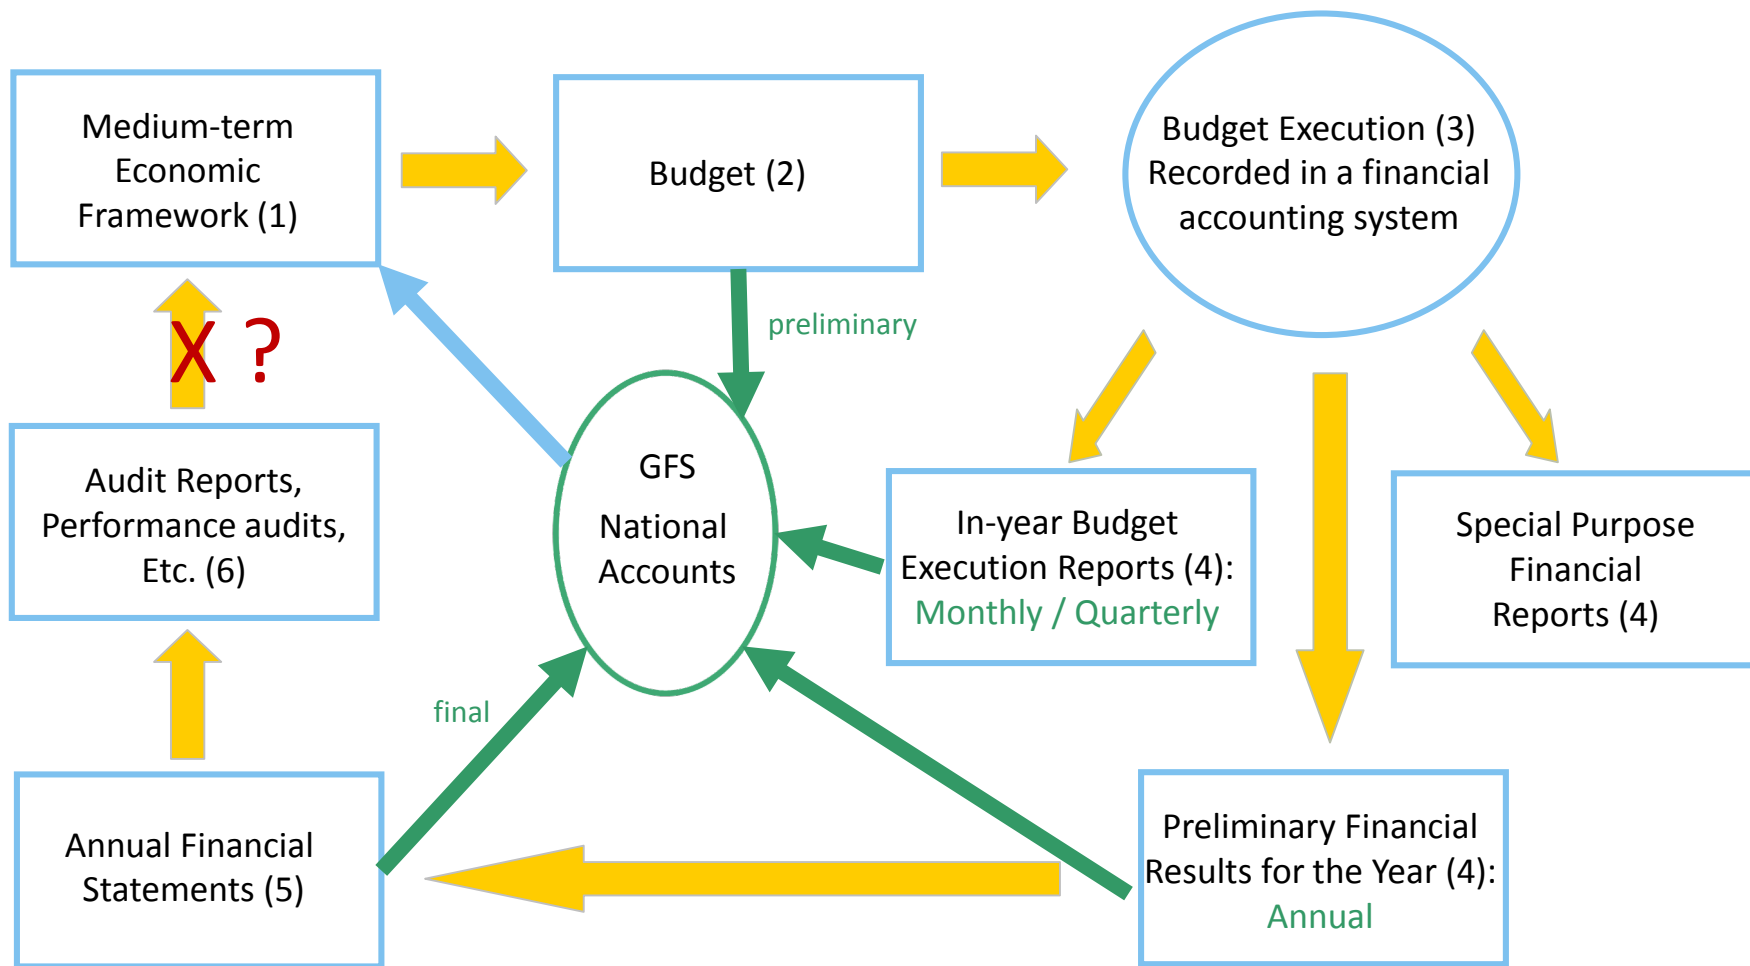 Medium-term
Economic
Framework (1)
Budget (2)
Budget Execution (3)
Recorded in a financial
accounting system
preliminary
X ?
GFS
National
Accounts
Audit Reports,
Performance audits,
Etc. (6)
In-year Budget
Execution Reports (4):
Monthly / Quarterly
Special Purpose
Financial
Reports (4)
final
Annual Financial
Statements (5)
Preliminary Financial
Results for the Year (4):
Annual